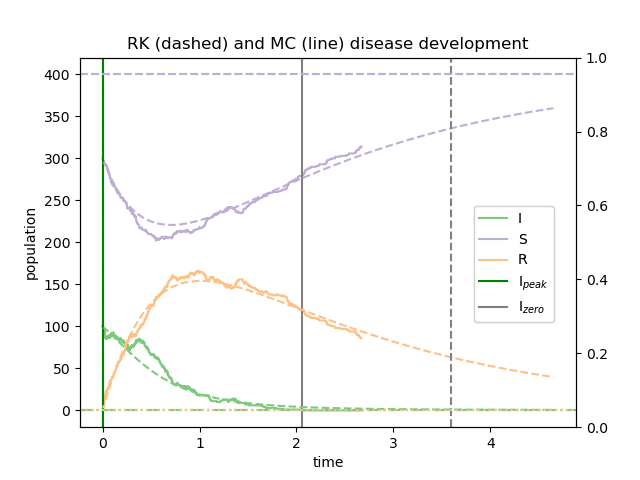 RK (dashed) and MC (line) disease development
population
400
350
300
250
200
150
100
50
0
1.0
0.8
0.6
0.4
0.2
0.0
I
S
R
I_peak
I_zero
0 1 2 3 4
time